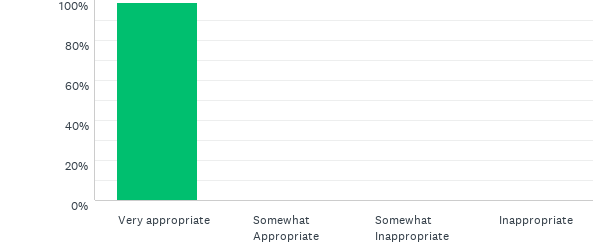 100%
80%
60%
40%
20%
0%
Very appropriate
Somewhat
Appropriate
Somewhat
Inappropriate
Inappropriate